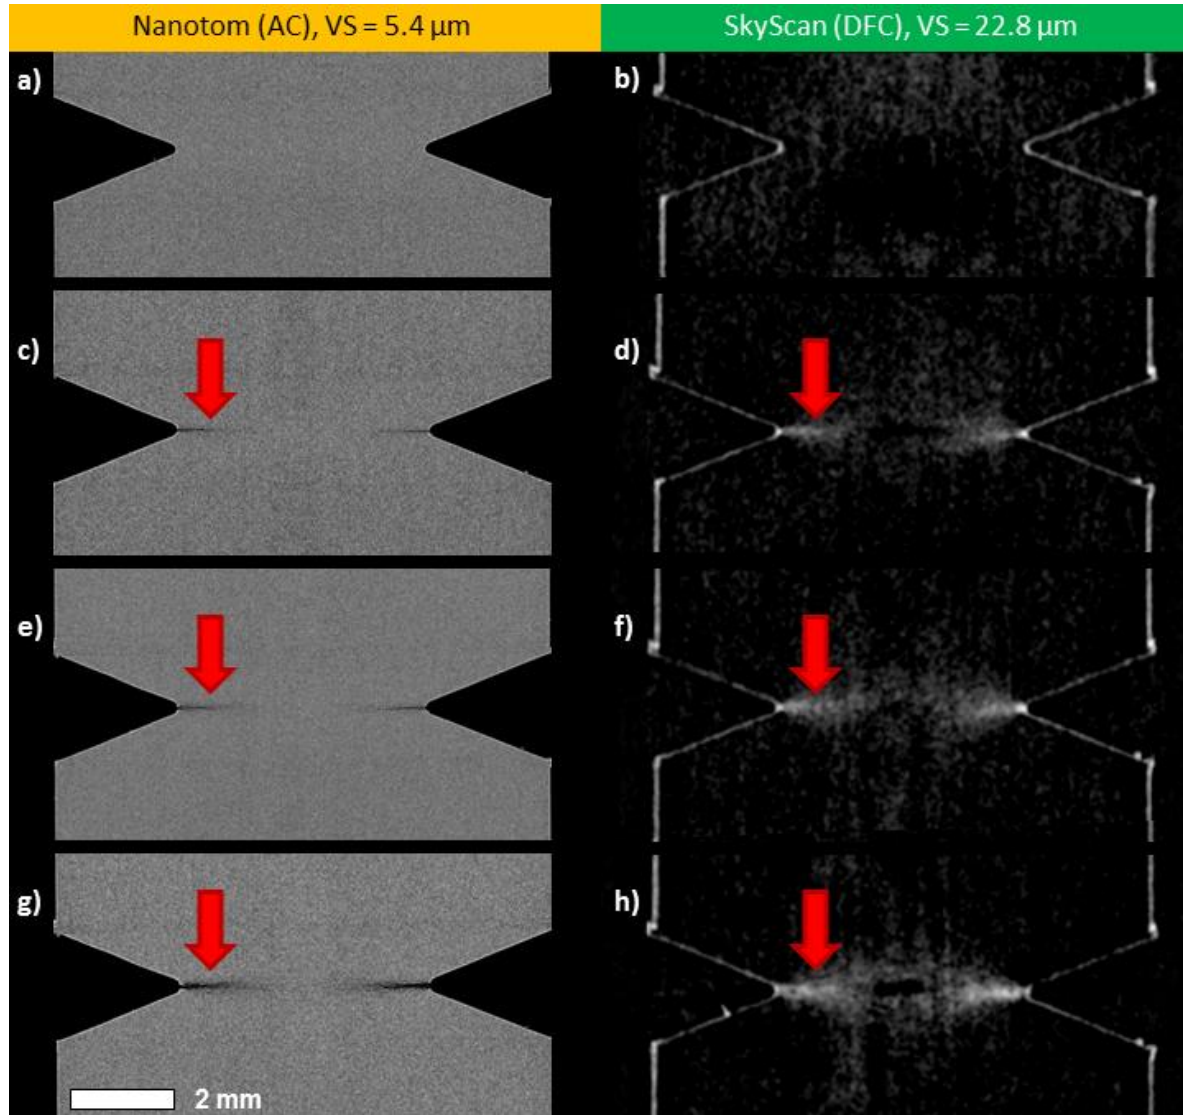 Nanotom (AC), VS = 5.4 µm
SkyScan (DFC), VS = 22.8 µm
a)
b)
c)
d)
e)
f)
g)
h)
2 mm